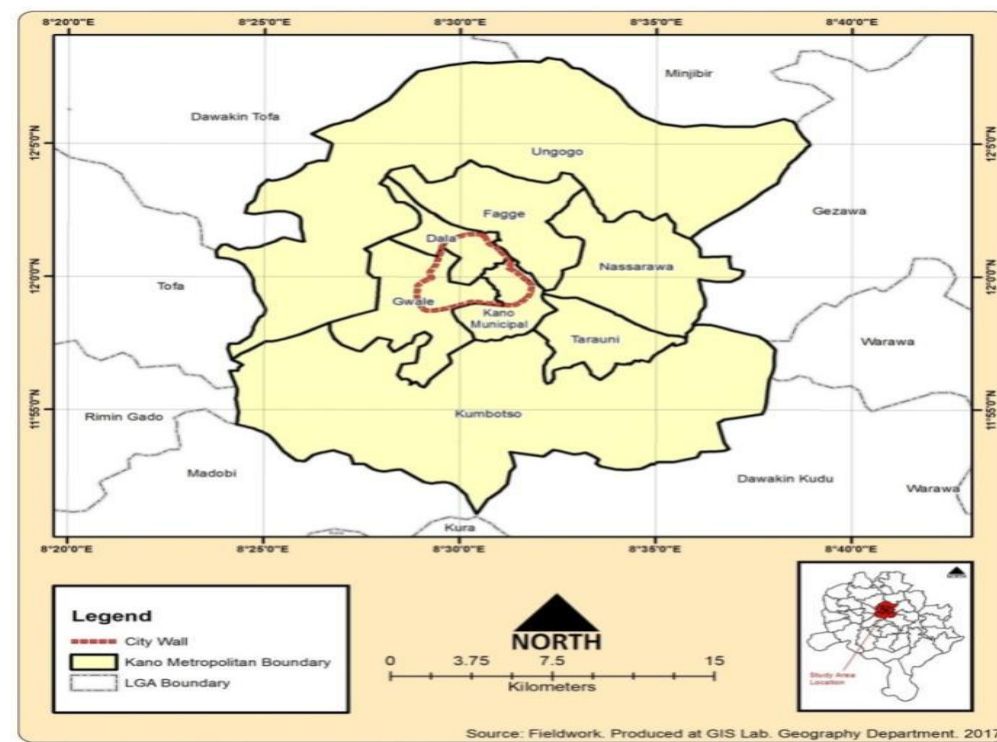 8°20'0"E
8°25'0"E
8°30'0"E
8°35'0"E
8°40'0"E
Minjibir
Dawakin Tofa
12°5'0"N
12°5'0"N
Ungogo
Gezawa
Fagge
Dala
Nassarawa
12°0'0"N
12°0'0"N
Tofa
Gwale
Kano
Municipal
Tarauni
Warawa
11°55'0"N
11°55'0"N
Rimin Gado
Kumbotso
Madobi
Dawakin Kudu
Warawa
Kura
8°20'0"E
8°25'0"E
8°30'0"E
8°35'0"E
8°40'0"E
Legend
City Wall
Kano Metropolitan Boundary
LGA Boundary
NORTH
0 3.75 7.5 15
Kilometers
NORTH
Study Area
Location
Source: Fieldwork. Produced at GIS Lab. Geography Department. 2017